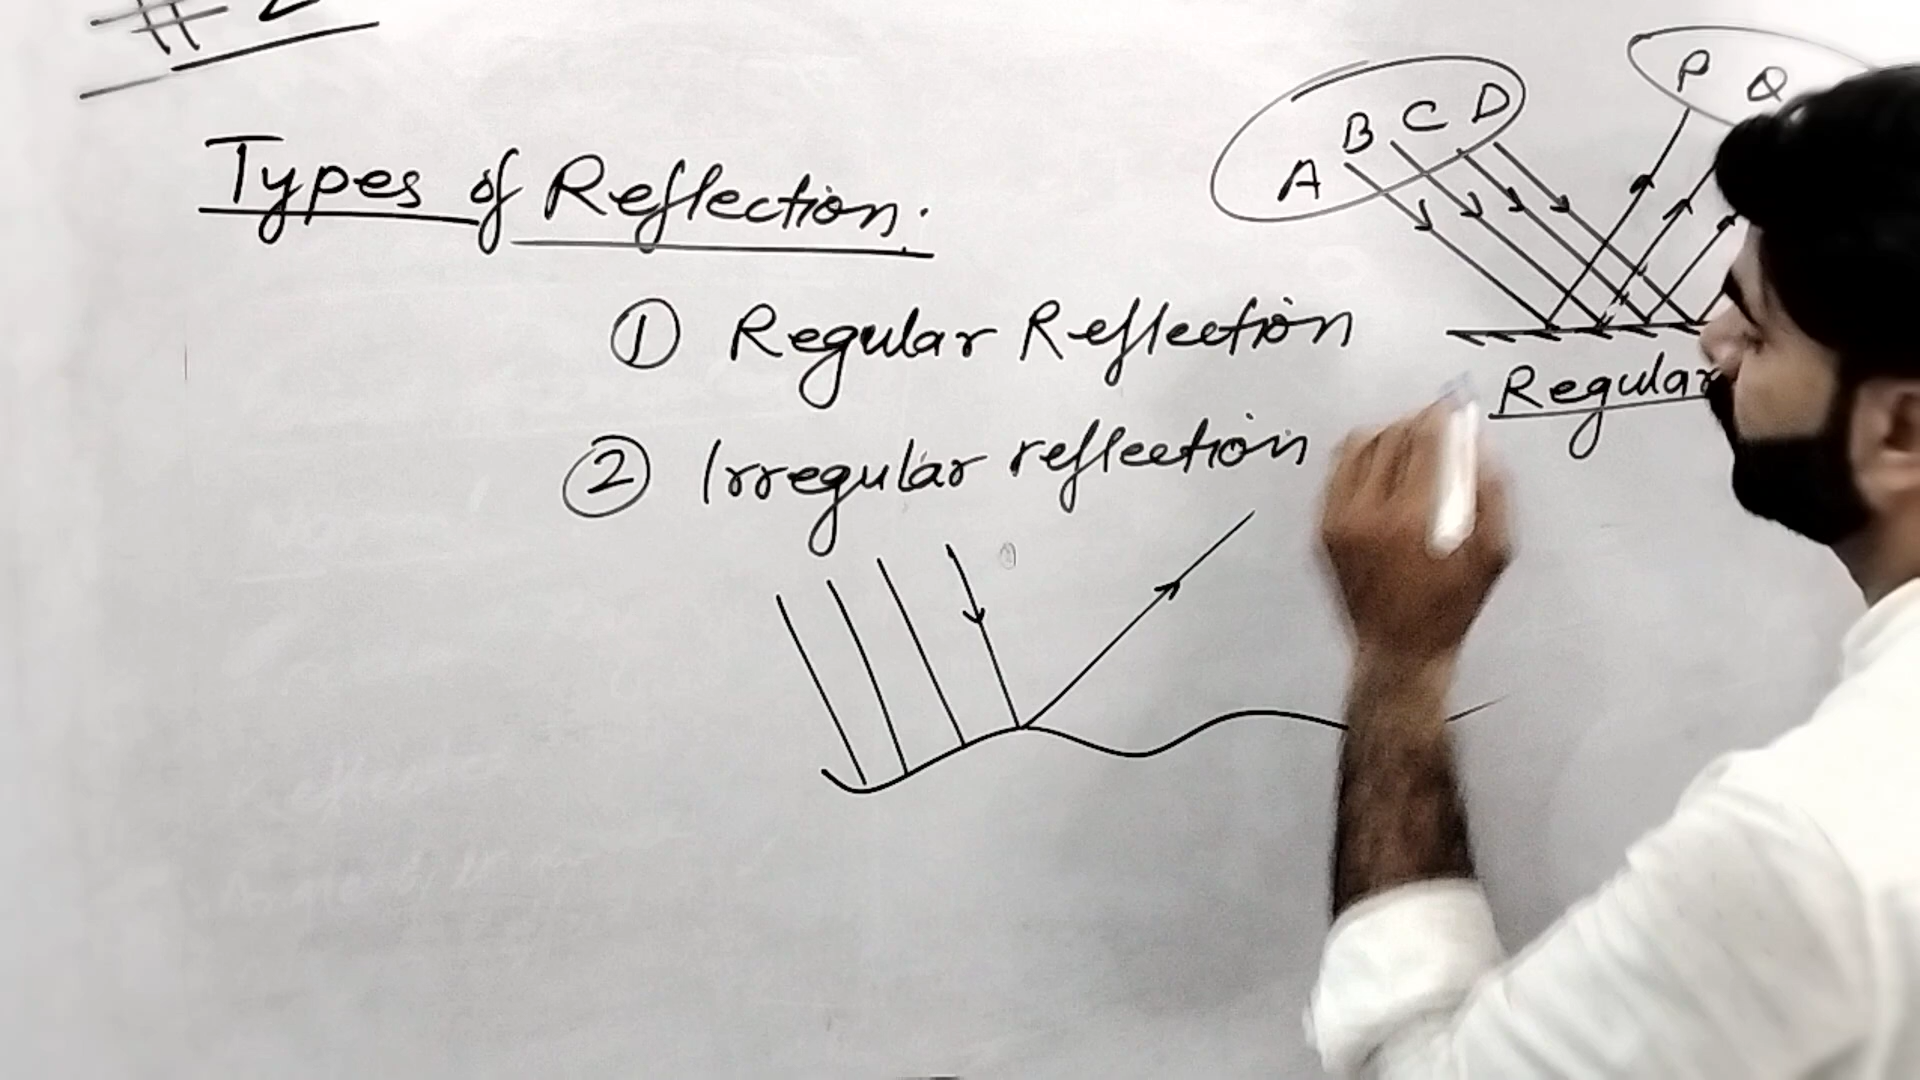 Types of Reflection.
① Regular Reflection
② Irregular reflection
A B C D
P Q
Regular